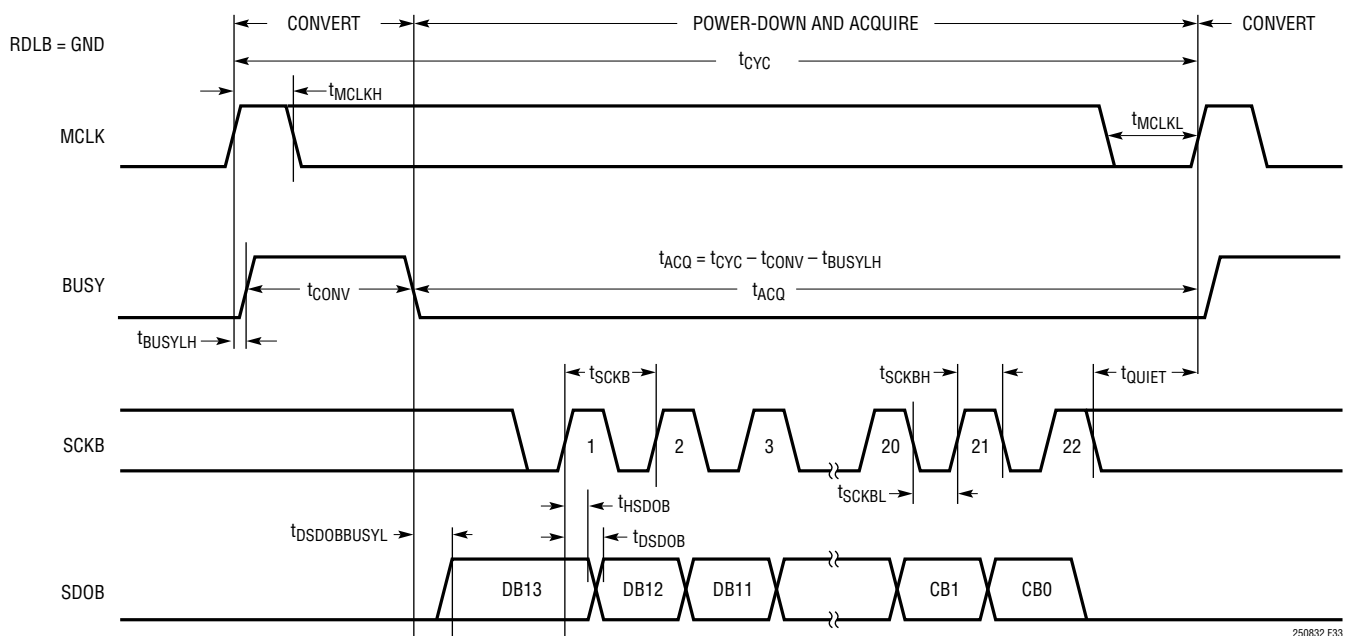 CONVERT
POWER-DOWN AND ACQUIRE
CONVERT
RDLB = GND
tCYC
tMCLKH
MCLK
tMCLKL
tACQ = tCYC – tCONV – tBUSYLH
BUSY
tCONV
tACQ
tBUSYLH
tSCKB
tSCKBH
tQUIET
SCKB
1
2
3
20
21
22
tSCKBL
tHSDOB
tDSDOBBUSYL
tDSDOB
SDOB
DB13
DB12
DB11
CB1
CB0
250832 F33